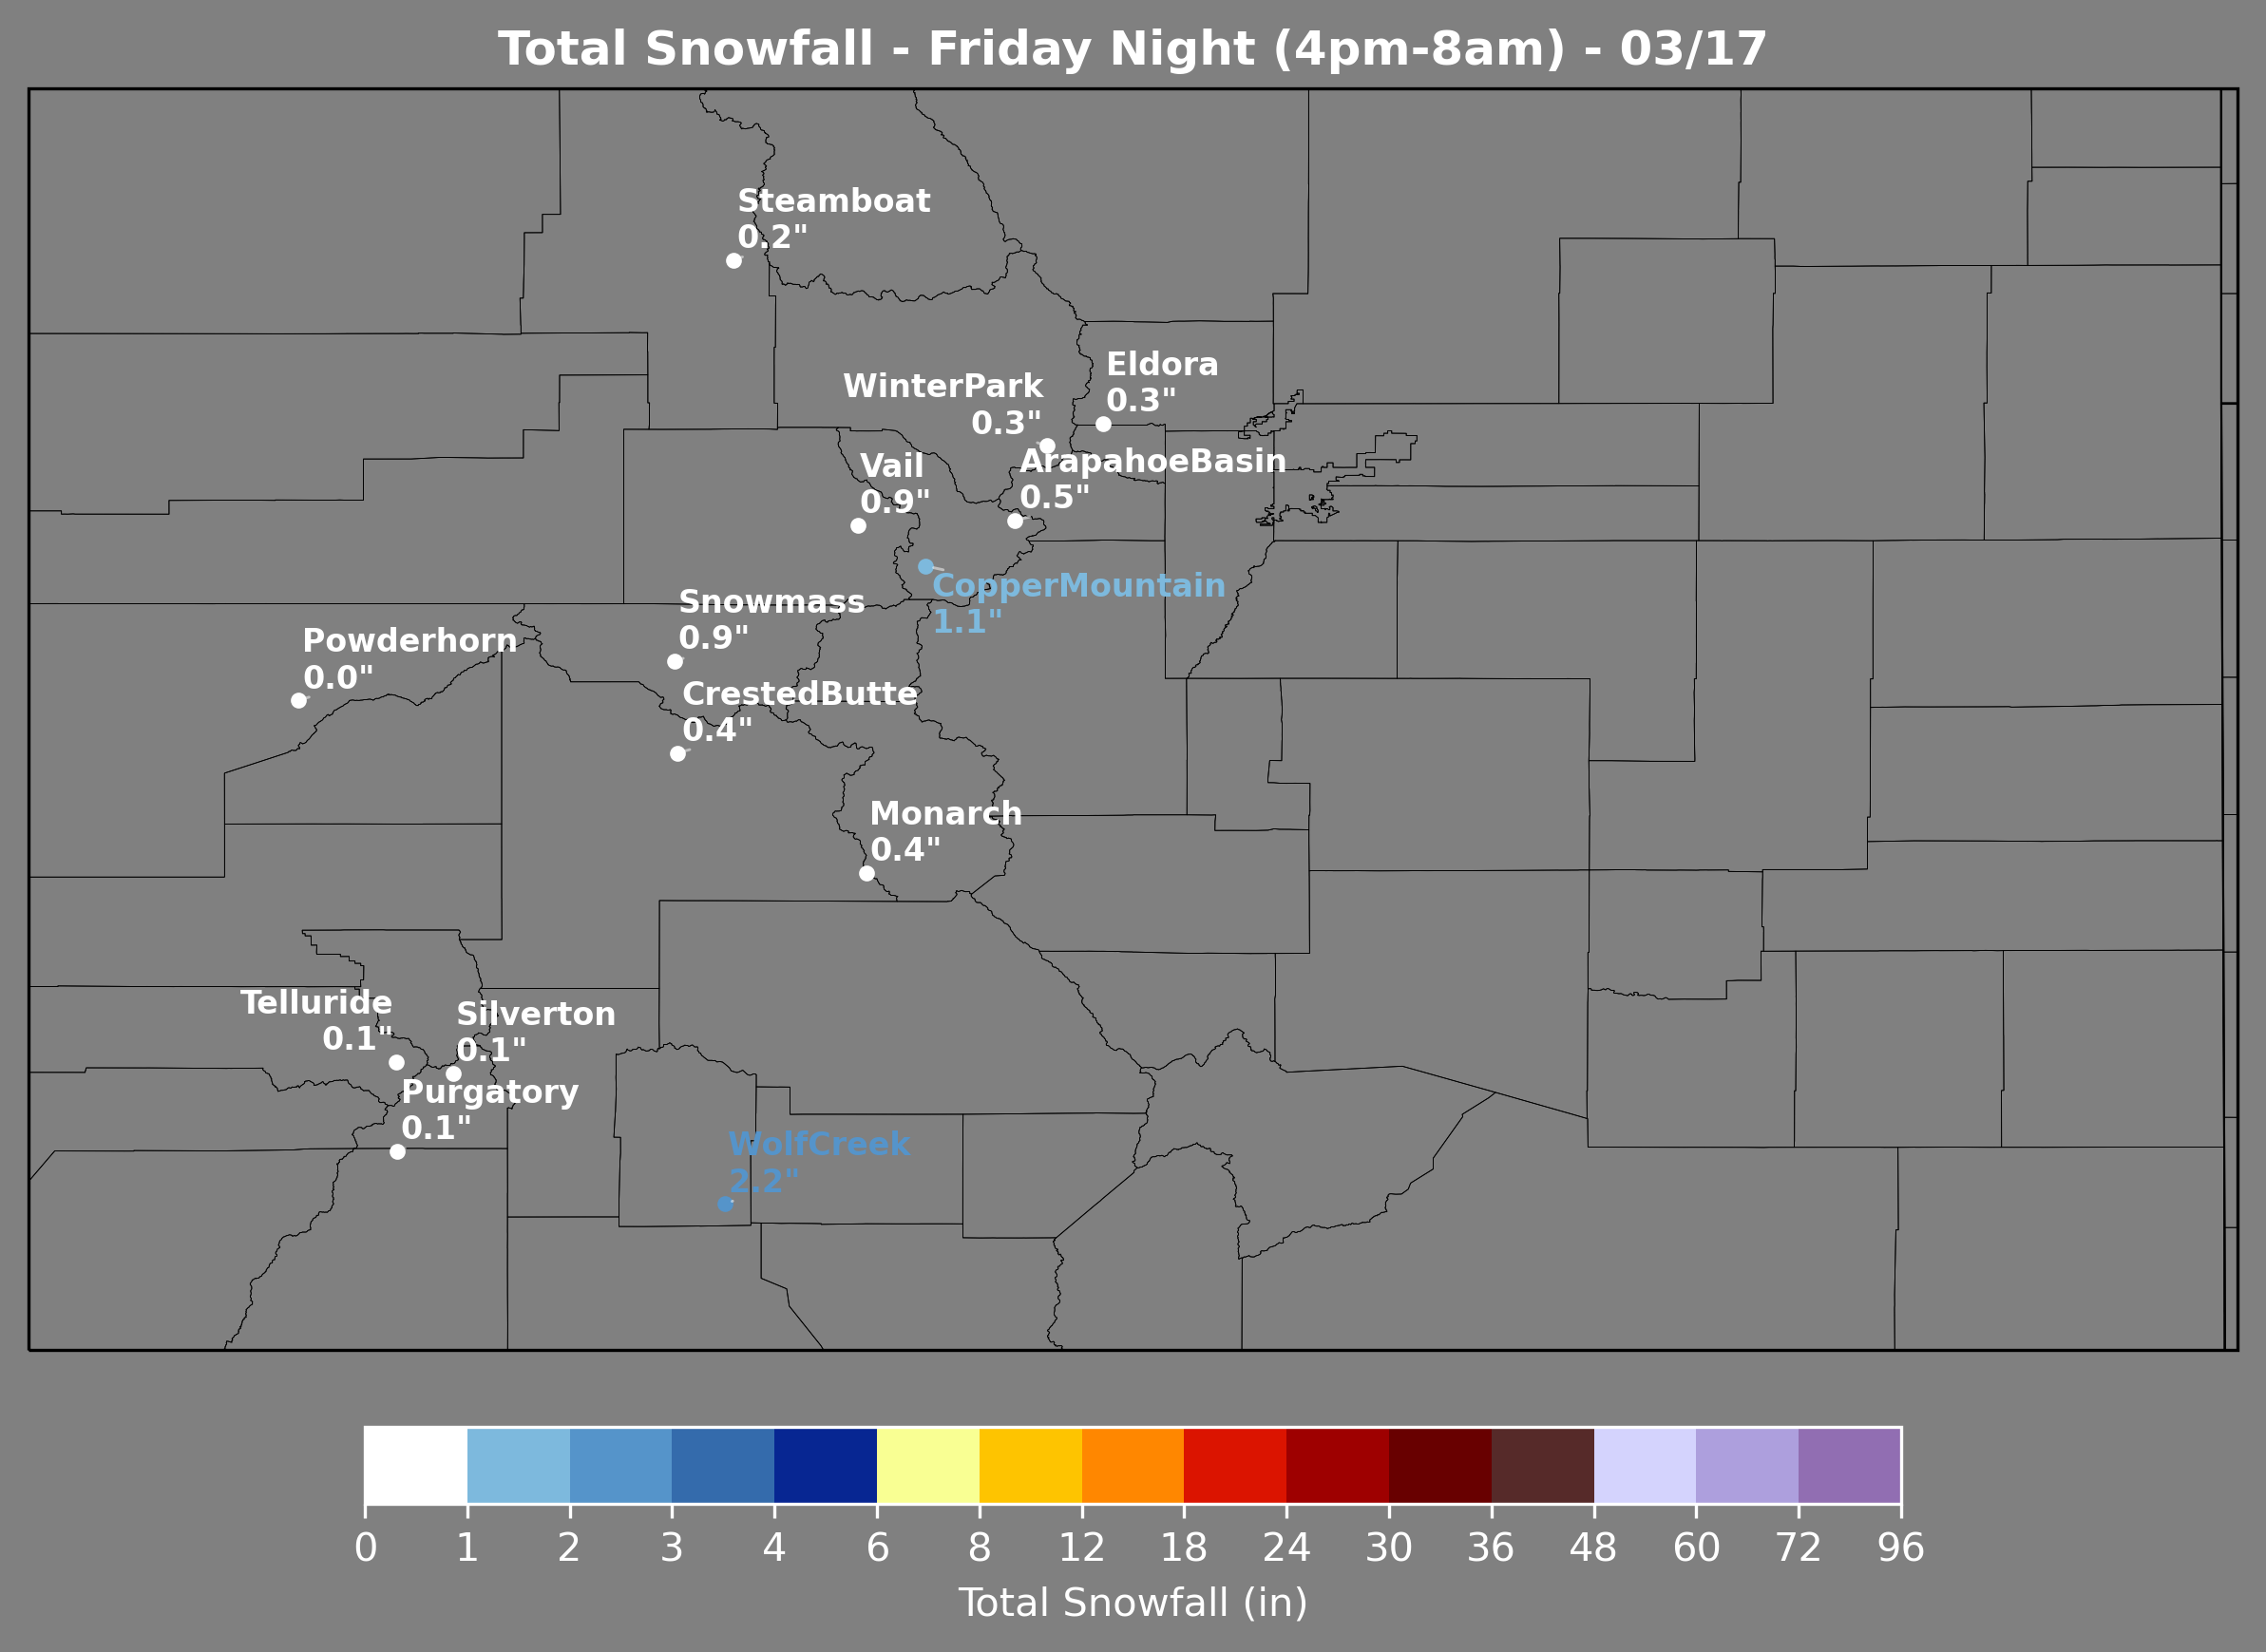 Total Snowfall - Friday Night (4pm-8am) - 03/17
Steamboat
0.2"
Eldora
0.3"
WinterPark
0.3"
Vail
0.9"
ArapahoeBasin
0.5"
CopperMountain
1.1"
Snowmass
0.9"
Powderhorn
0.0"
CrestedButte
0.4"
Monarch
0.4"
Telluride
0.1"
Silverton
0.1"
Purgatory
0.1"
WolfCreek
2.2"
0 1 2 3 4 6 8 12 18 24 30 36 48 60 72 96
Total Snowfall (in)